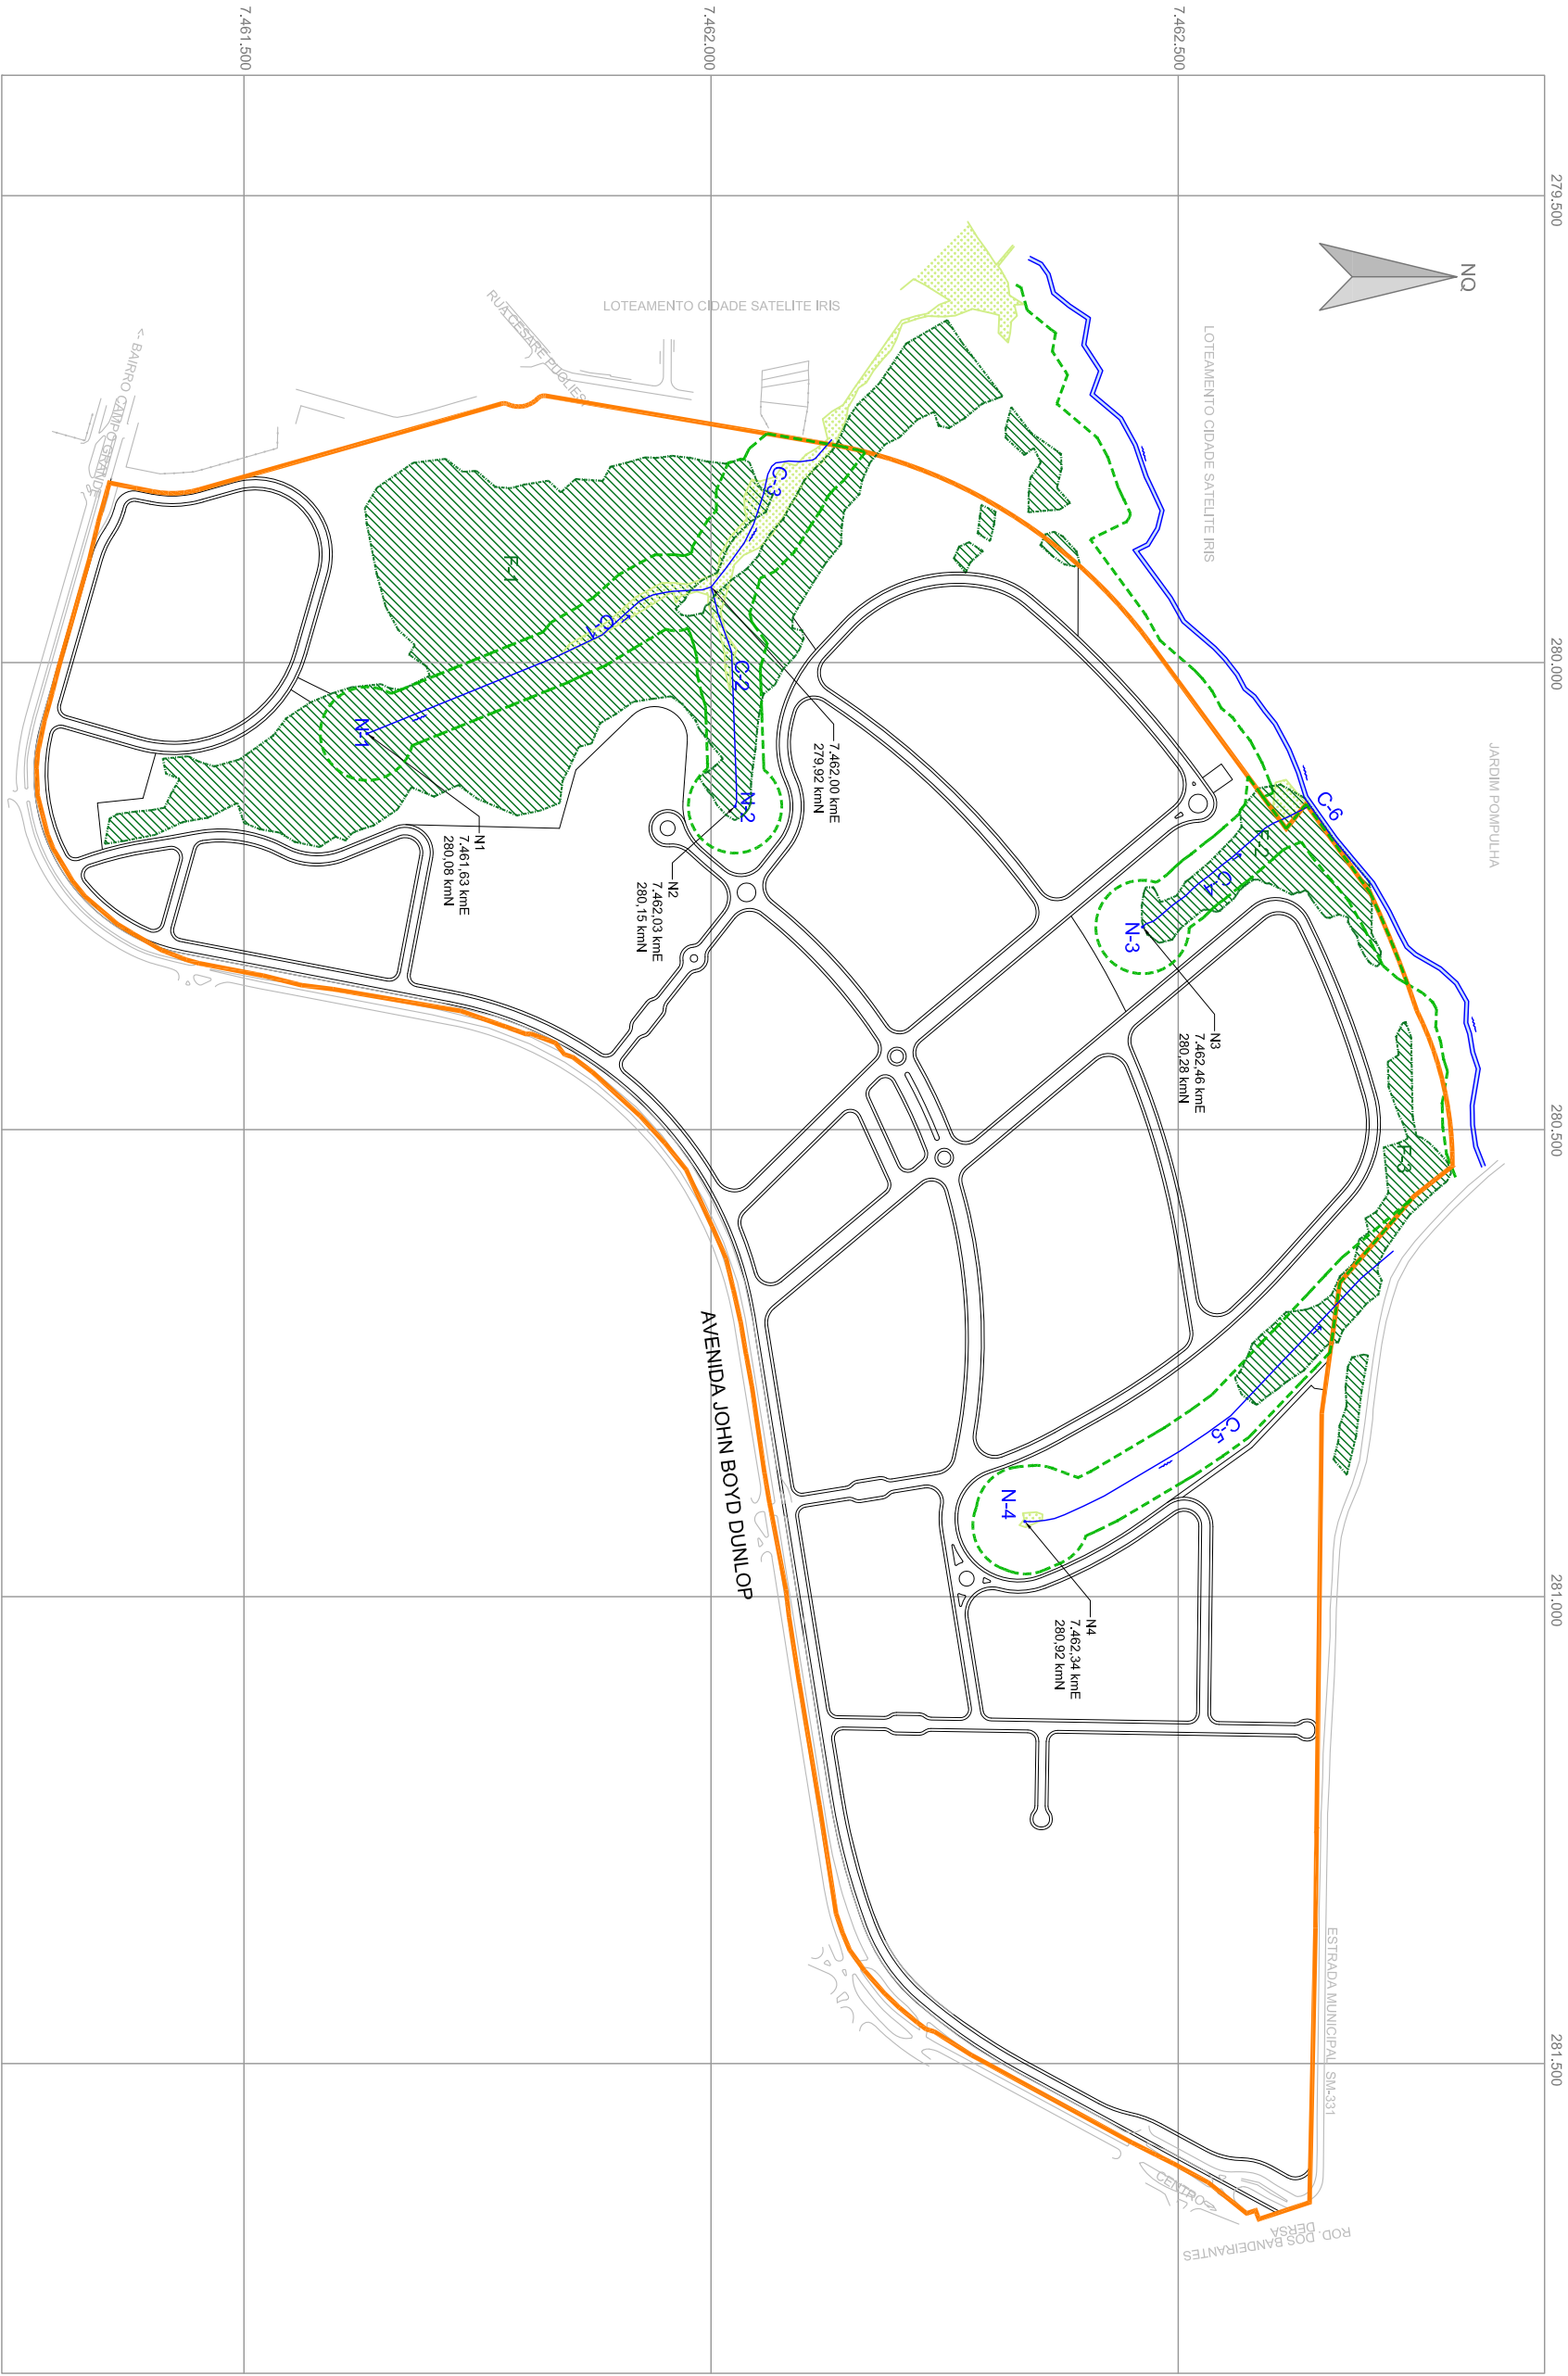 7.461.500
7.462.000
7.462.500
279.500
280.000
280.500
281.000
281.500
NQ
LOTEAMENTO CIDADE SATELITE IRIS
LOTEAMENTO CIDADE SATELITE IRIS
JARDIM POMPULHA
RUA CESARE PUGLIESI
<- BAIRRO CAMPO GRANDE
C-3
F-1
C-1
C-2
N-1
N-2
7.462,00 kmE
279,92 kmN
N1
7.461,63 kmE
280,08 kmN
N2
7.462,03 kmE
280,15 kmN
C-6
F-2
C-4
N-3
N3
7.462,46 kmE
280,28 kmN
F-3
C-5
N-4
N4
7.462,34 kmE
280,92 kmN
AVENIDA JOHN BOYD DUNLOP
ESTRADA MUNICIPAL SM-331
CENTRO->
ROD. DOS BANDEIRANTES
DERSA